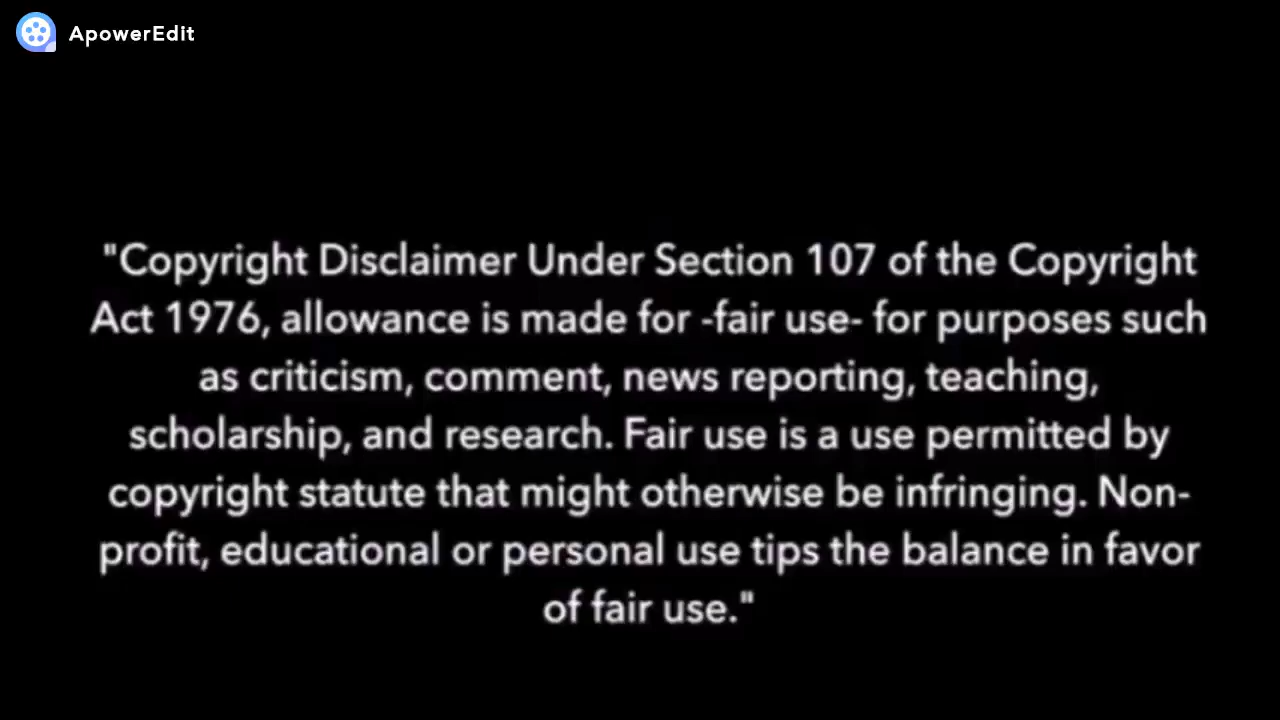 ApowerEdit
"Copyright Disclaimer Under Section 107 of the Copyright
Act 1976, allowance is made for -fair use- for purposes such
as criticism, comment, news reporting, teaching,
scholarship, and research. Fair use is a use permitted by
copyright statute that might otherwise be infringing. Non-
profit, educational or personal use tips the balance in favor
of fair use."